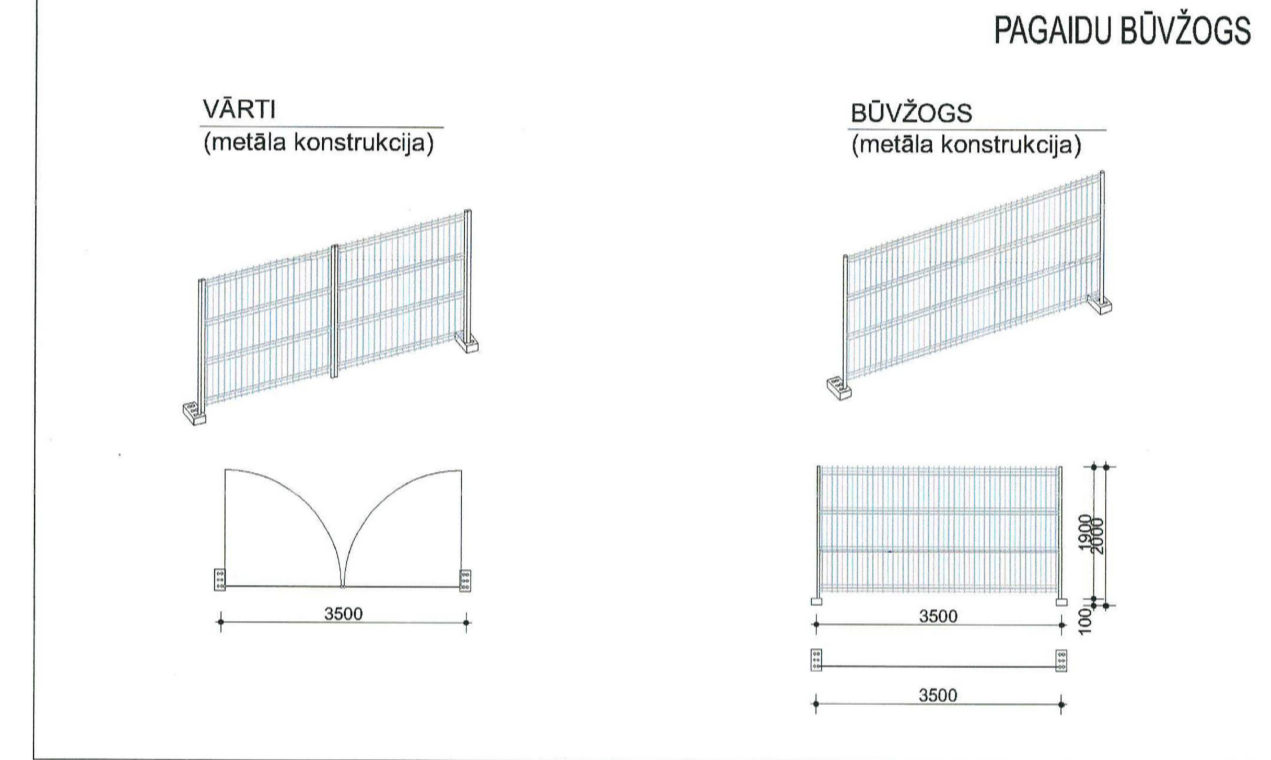 PAGAIDU BŪVŽOGS
VĀRTI
(metāla konstrukcija)
BŪVŽOGS
(metāla konstrukcija)
3500
1900
2000
100
3500
3500